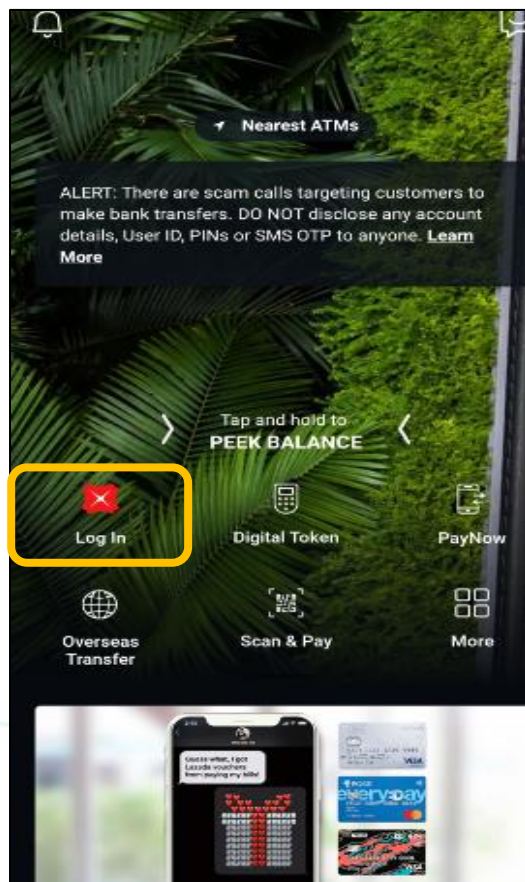 Nearest ATMs
ALERT: There are scam calls targeting customers to
make bank transfers. DO NOT disclose any account
details, User ID, PINs or SMS OTP to anyone. Learn
More
Tap and hold to
PEEK BALANCE
Log In
Digital Token
PayNow
Overseas
Transfer
Scan & Pay
More
Guess what, I got
Lazada vouchers
from paying my bills!
VISA
POSB
everyday
VISA